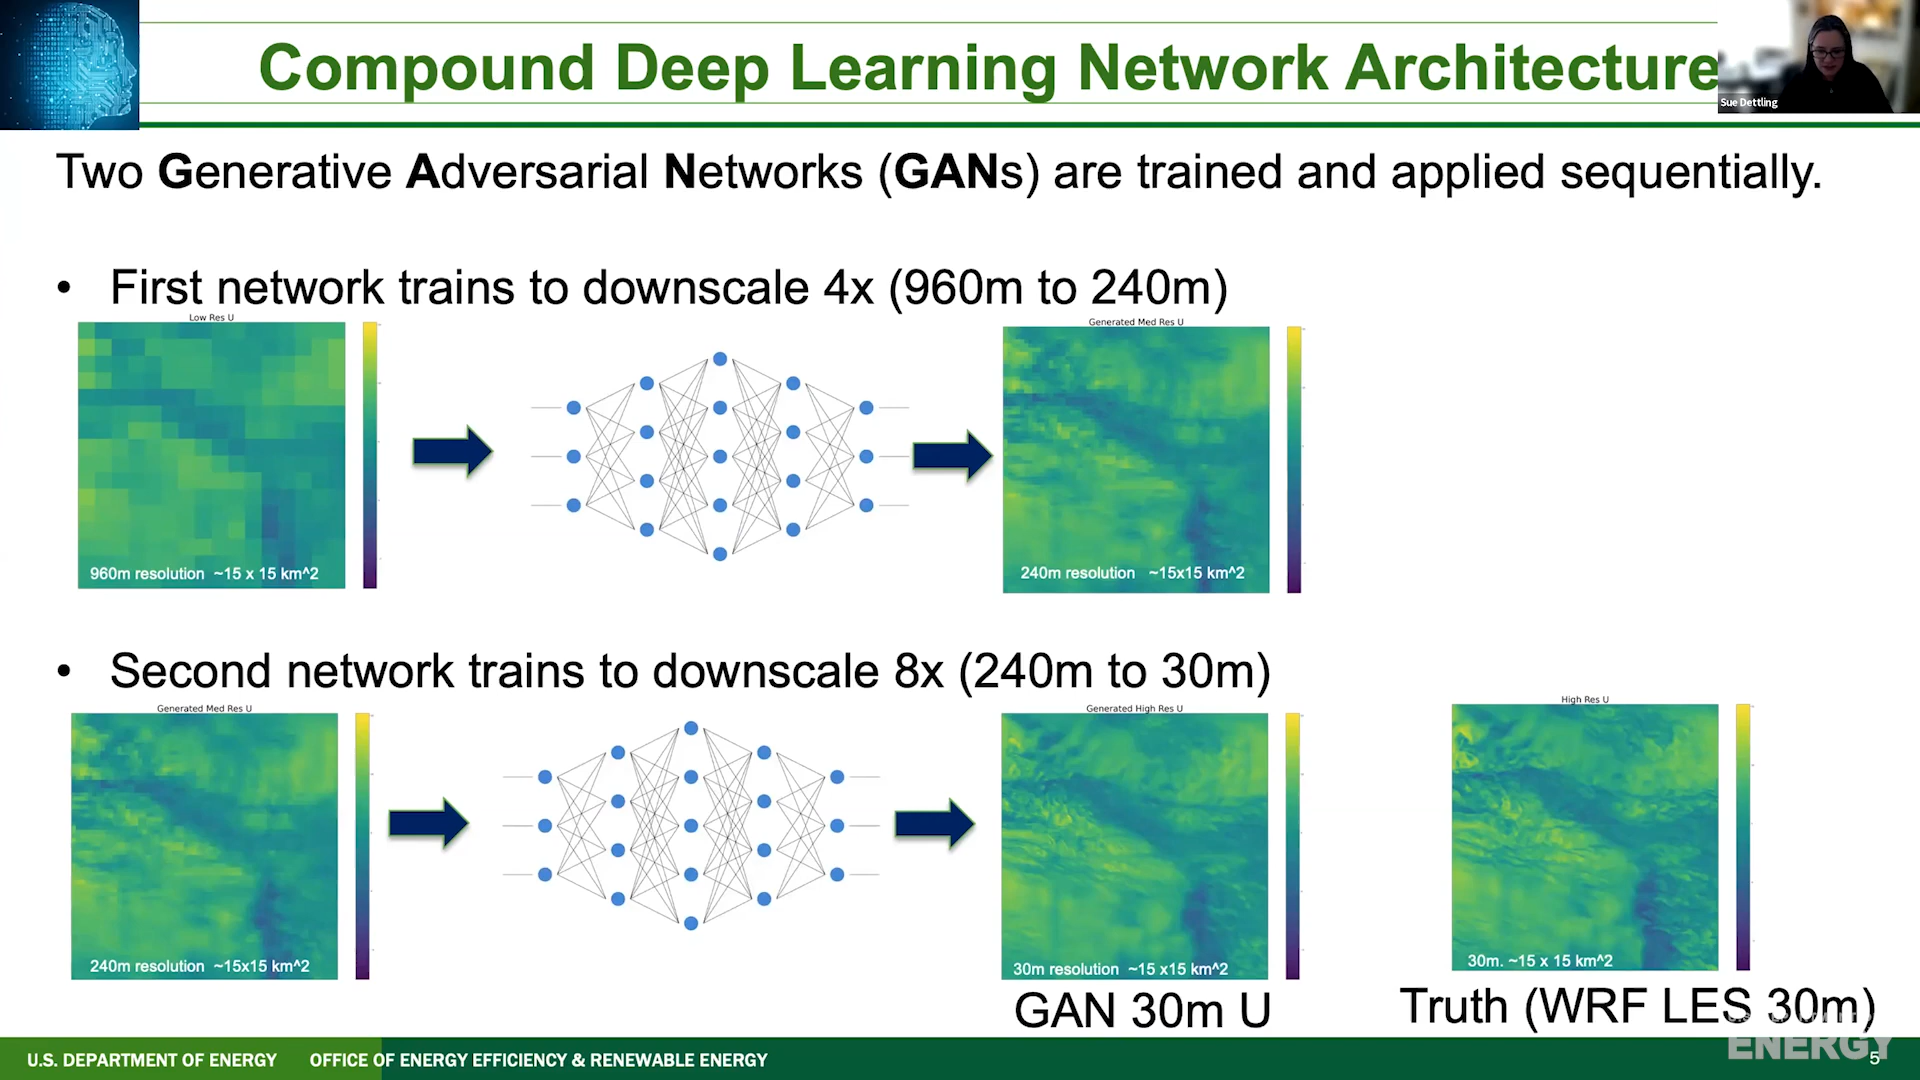 Compound Deep Learning Network Architecture
Sue Dettling
Two Generative Adversarial Networks (GANs) are trained and applied sequentially.
• First network trains to downscale 4x (960m to 240m)
Low Res U
Generated Med Res U
960m resolution ~15 x 15 km^2
240m resolution ~15x15 km^2
• Second network trains to downscale 8x (240m to 30m)
Generated Med Res U
Generated High Res U
High Res U
240m resolution ~15x15 km^2
30m resolution ~15 x15 km^2
30m. ~15 x 15 km^2
GAN 30m U
Truth (WRF LES 30m)
U.S. DEPARTMENT OF ENERGY
OFFICE OF ENERGY EFFICIENCY & RENEWABLE ENERGY
ENERGY
5